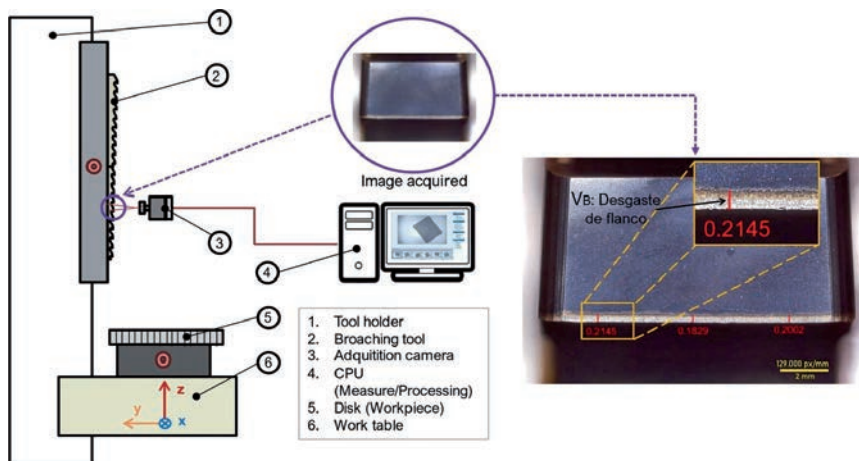 1
2
3
4
5
6
z
y
x
Image acquired
1. Tool holder
2. Broaching tool
3. Adquitition camera
4. CPU
(Measure/Processing)
5. Disk (Workpiece)
6. Work table
VB: Desgaste
de flanco
0.2145
0.2145
0.1829
0.2002
129.000 px/mm
2 mm